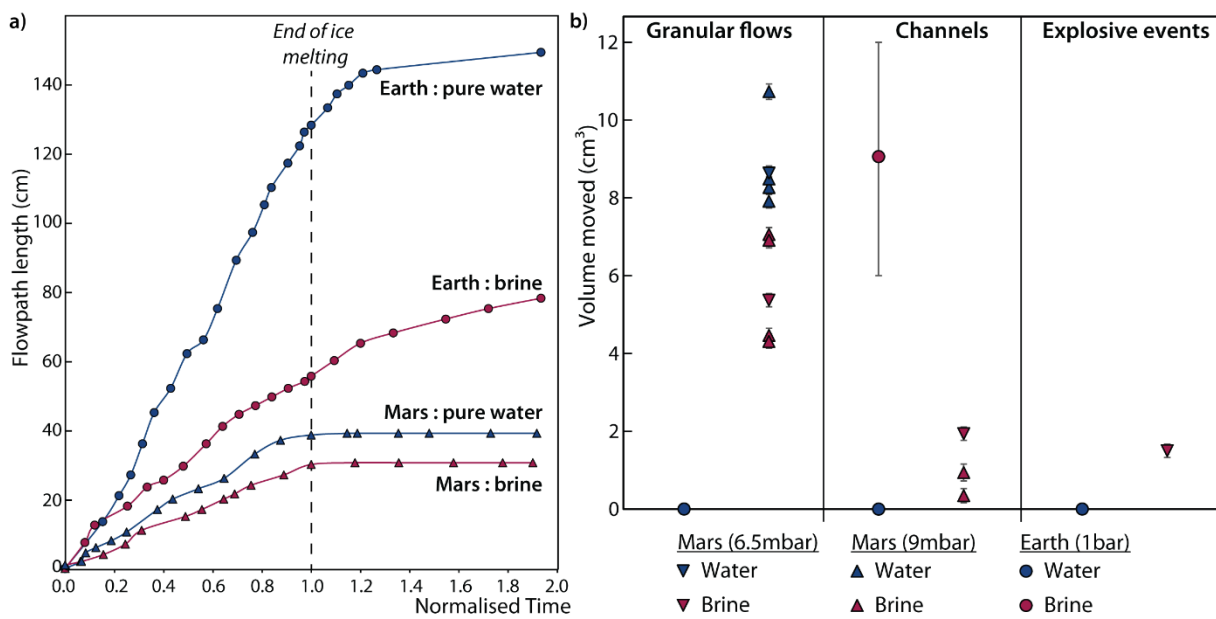 a)
End of ice
melting
Earth : pure water
Earth : brine
Mars : pure water
Mars : brine
Flowpath length (cm)
140
120
100
80
60
40
20
0
0.0 0.2 0.4 0.6 0.8 1.0 1.2 1.4 1.6 1.8 2.0
Normalised Time
b)
Granular flows Channels Explosive events
Volume moved (cm³)
12
10
8
6
4
2
0
Mars (6.5mbar) Mars (9mbar) Earth (1bar)
Water Water Water
Brine Brine Brine